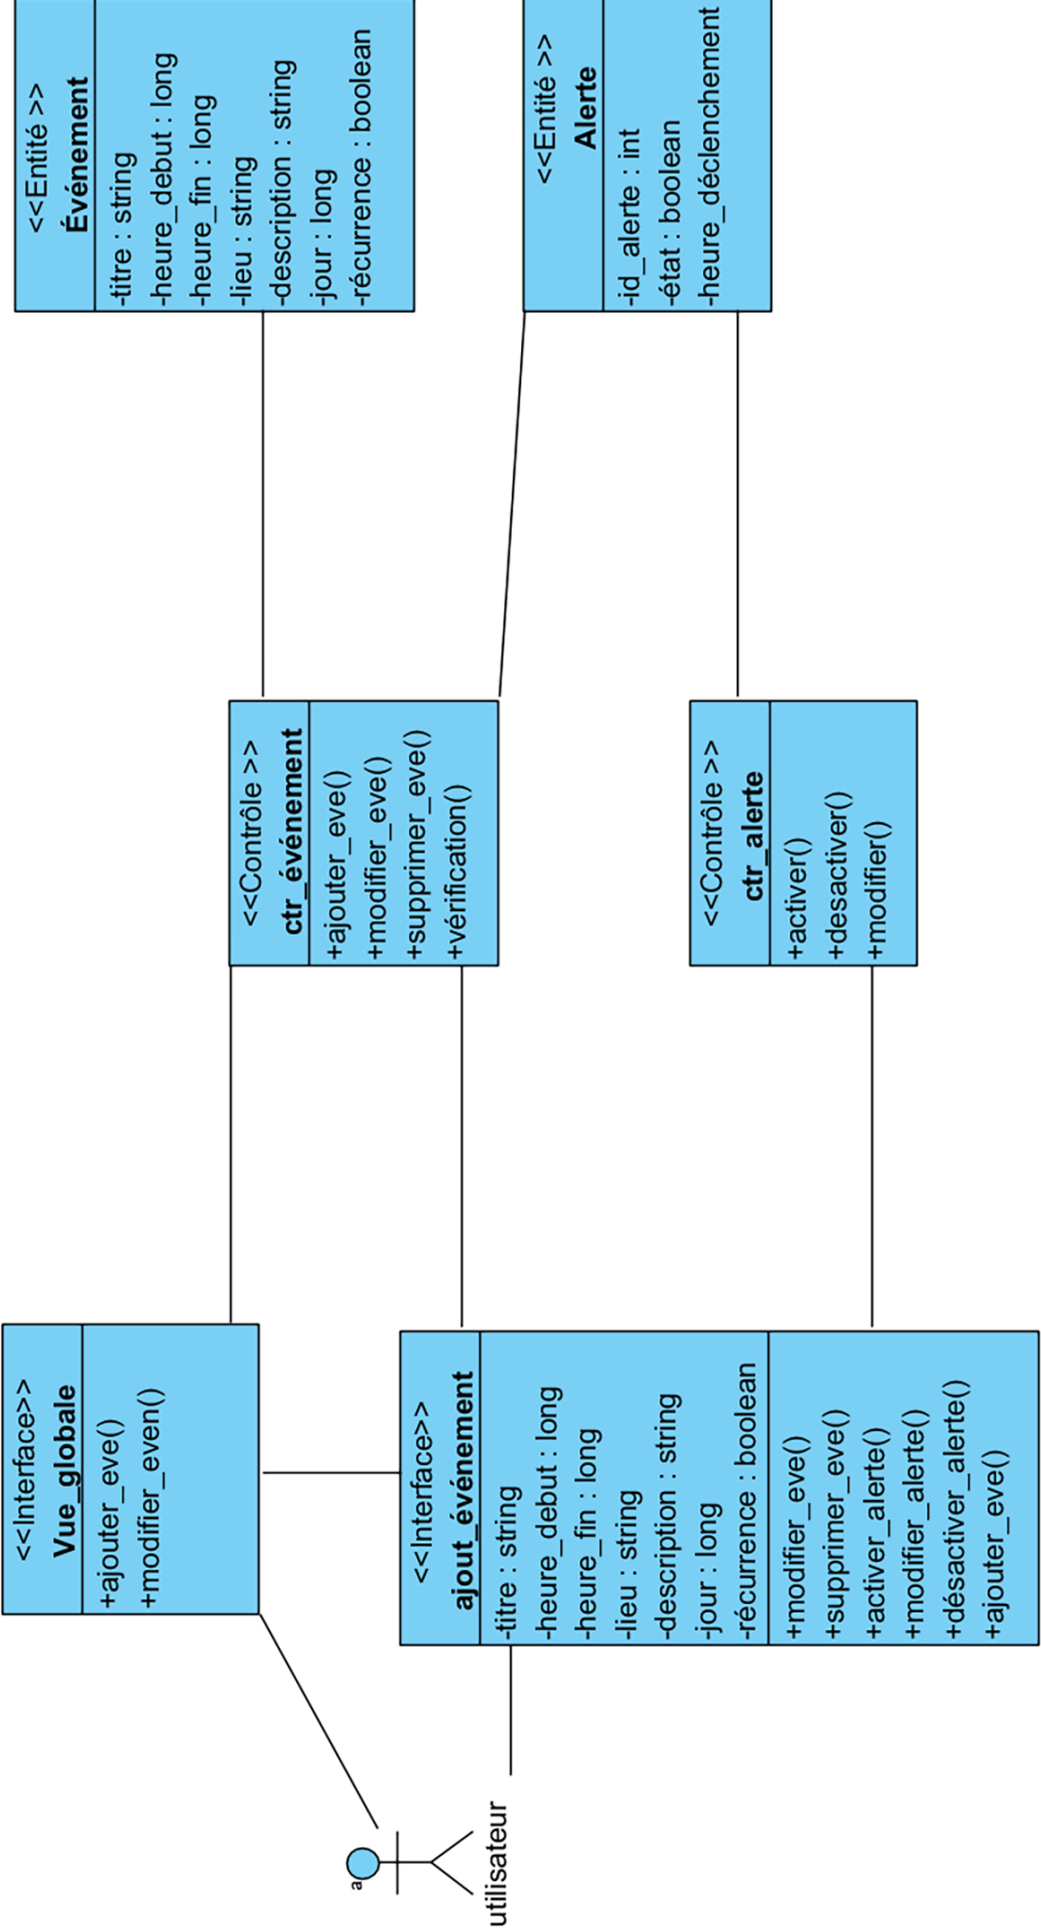 <<Interface>>
Vue_globale
+ajouter_eve()
+modifier_even()
<<Contrôle >>
ctr_événement
+ajouter_eve()
+modifier_eve()
+supprimer_eve()
+vérification()
<<Entité >>
Événement
-titre : string
-heure_debut : long
-heure_fin : long
-lieu : string
-description : string
-jour : long
-récurrence : boolean
a
utilisateur
<<Interface>>
ajout_événement
-titre : string
-heure_debut : long
-heure_fin : long
-lieu : string
-description : string
-jour : long
-récurrence : boolean
+modifier_eve()
+supprimer_eve()
+activer_alerte()
+modifier_alerte()
+désactiver_alerte()
+ajouter_eve()
<<Contrôle >>
ctr_alerte
+activer()
+desactiver()
+modifier()
<<Entité >>
Alerte
-id_alerte : int
-état : boolean
-heure_déclenchement